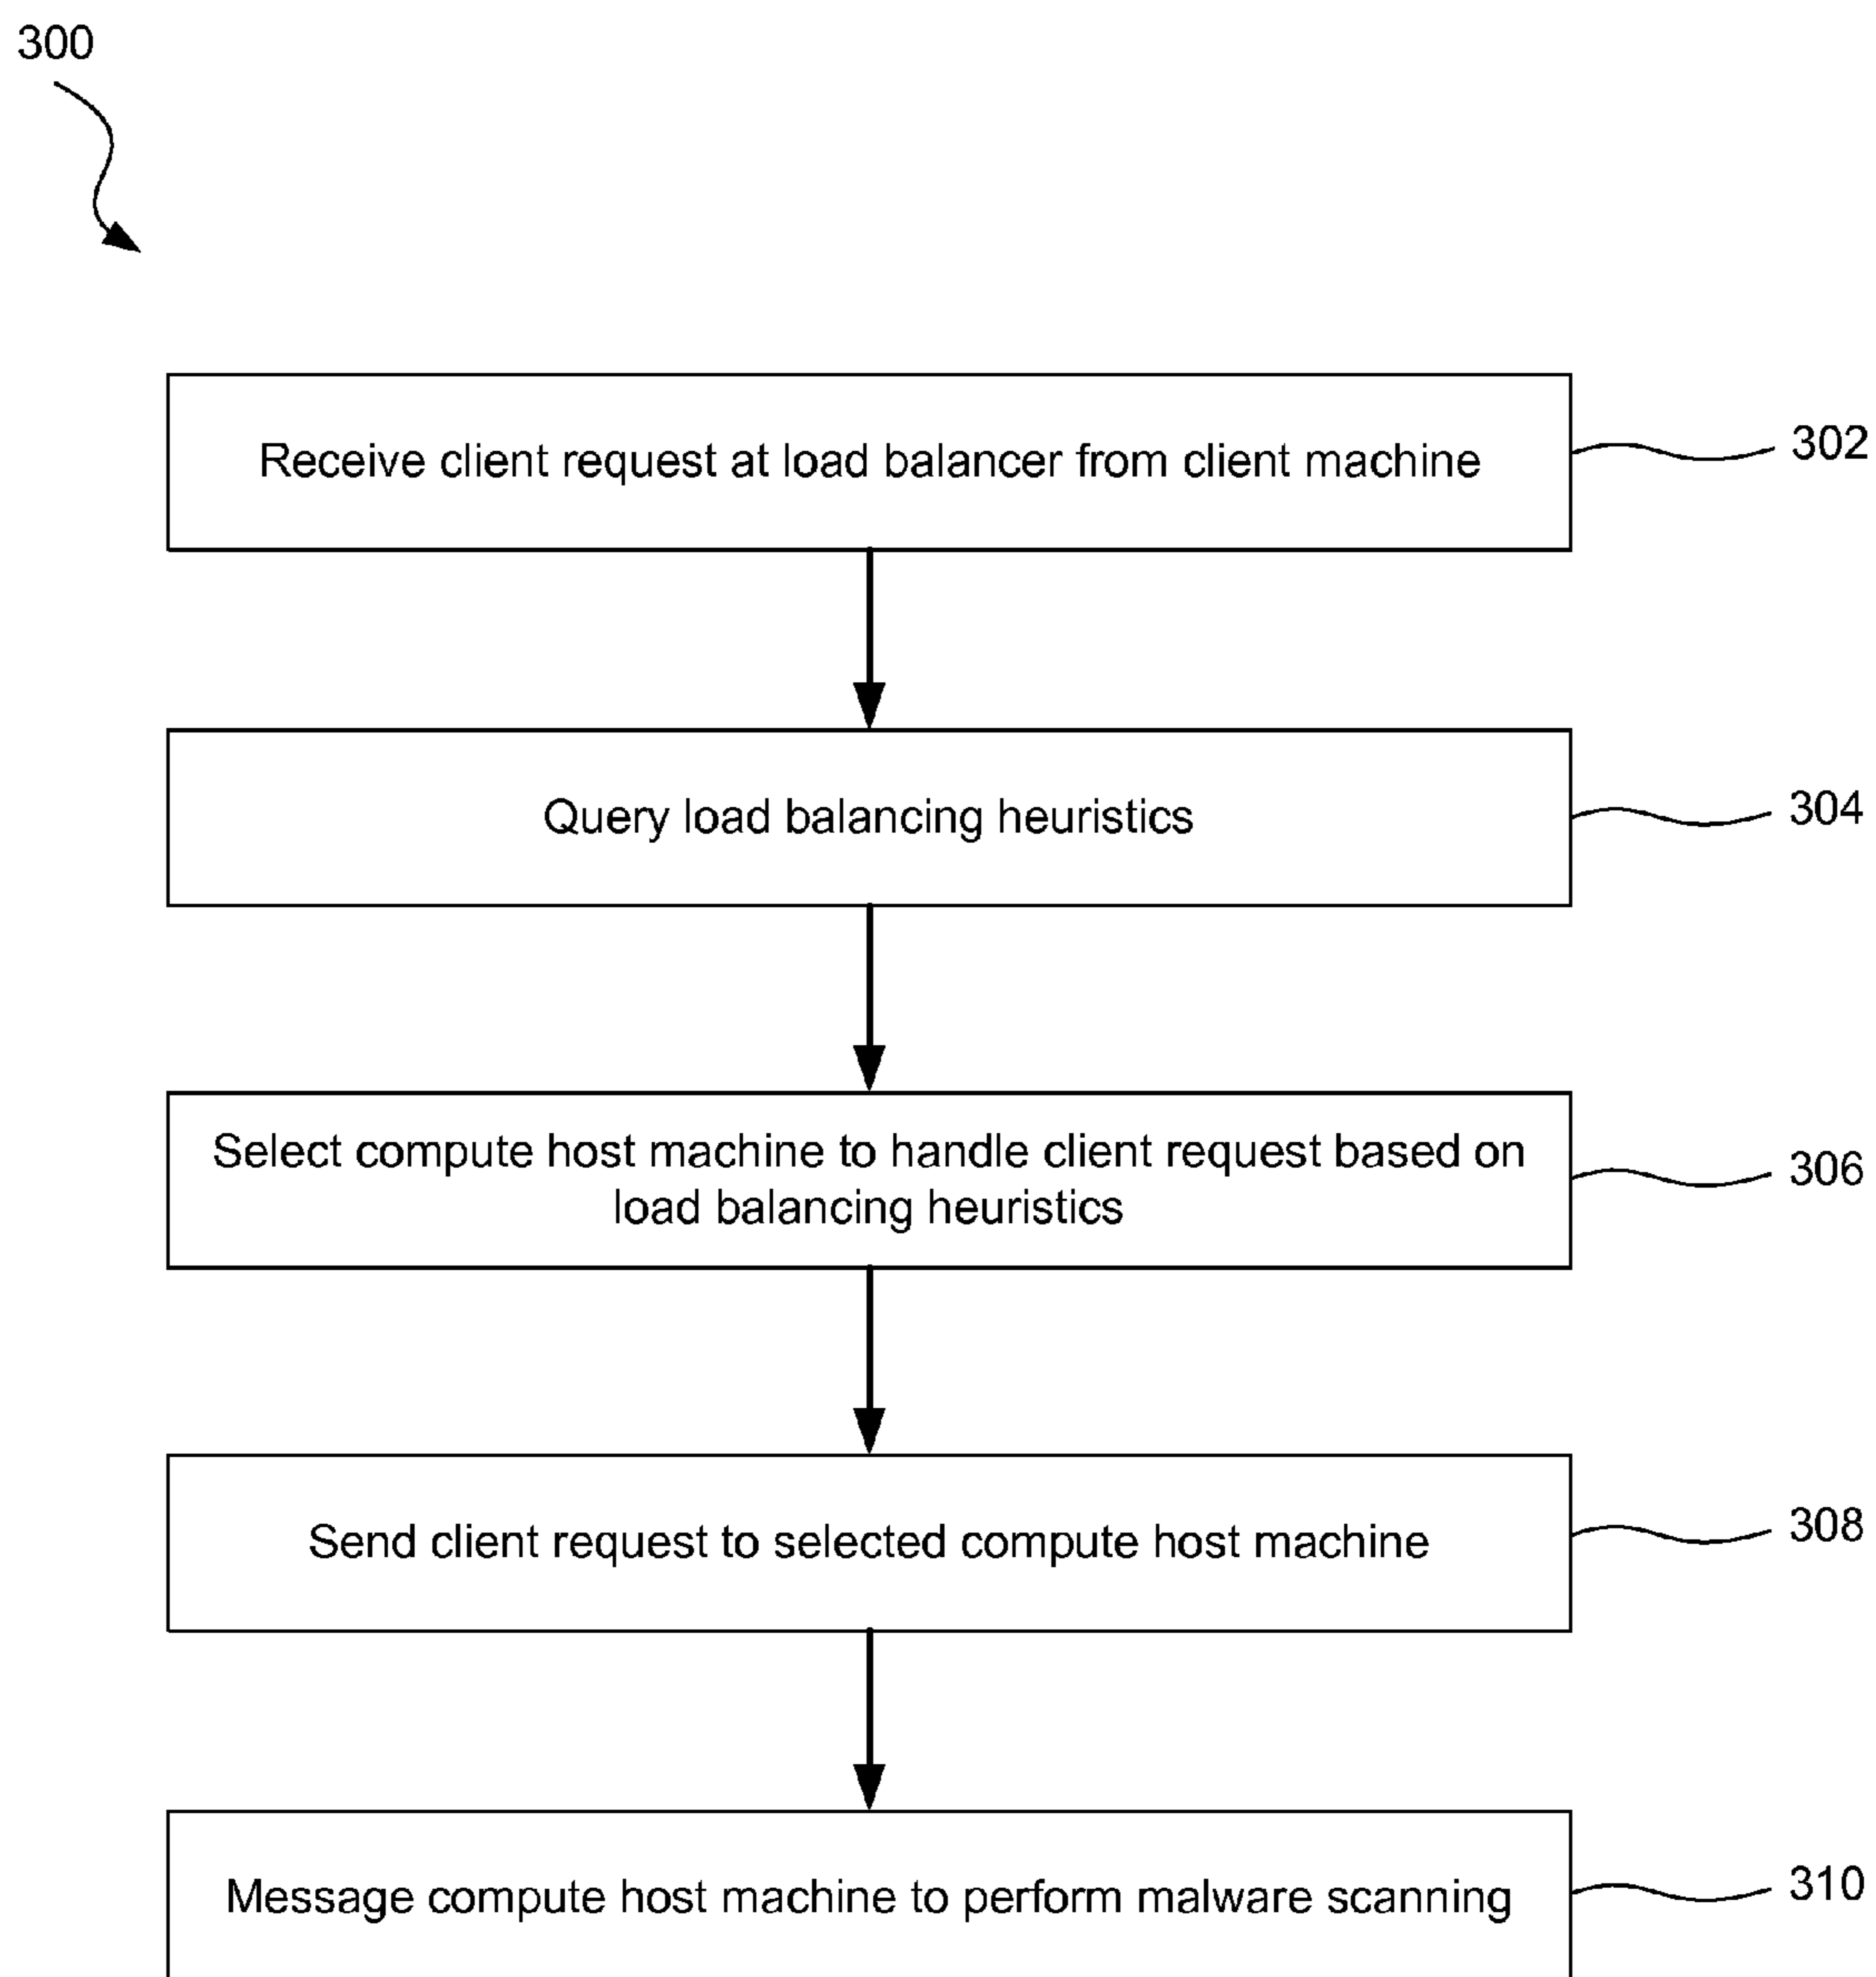 300
Receive client request at load balancer from client machine
302
Query load balancing heuristics
304
Select compute host machine to handle client request based on
load balancing heuristics
306
Send client request to selected compute host machine
308
Message compute host machine to perform malware scanning
310